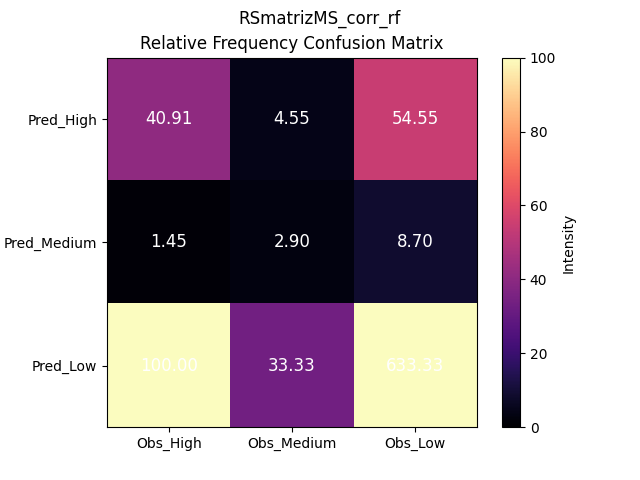 RSmatrizMS_corr_rf
Relative Frequency Confusion Matrix
Pred_High 40.91 4.55 54.55
Pred_Medium 1.45 2.90 8.70
Pred_Low 100.00 33.33 633.33
Obs_High Obs_Medium Obs_Low
100
80
60
40
20
0
Intensity